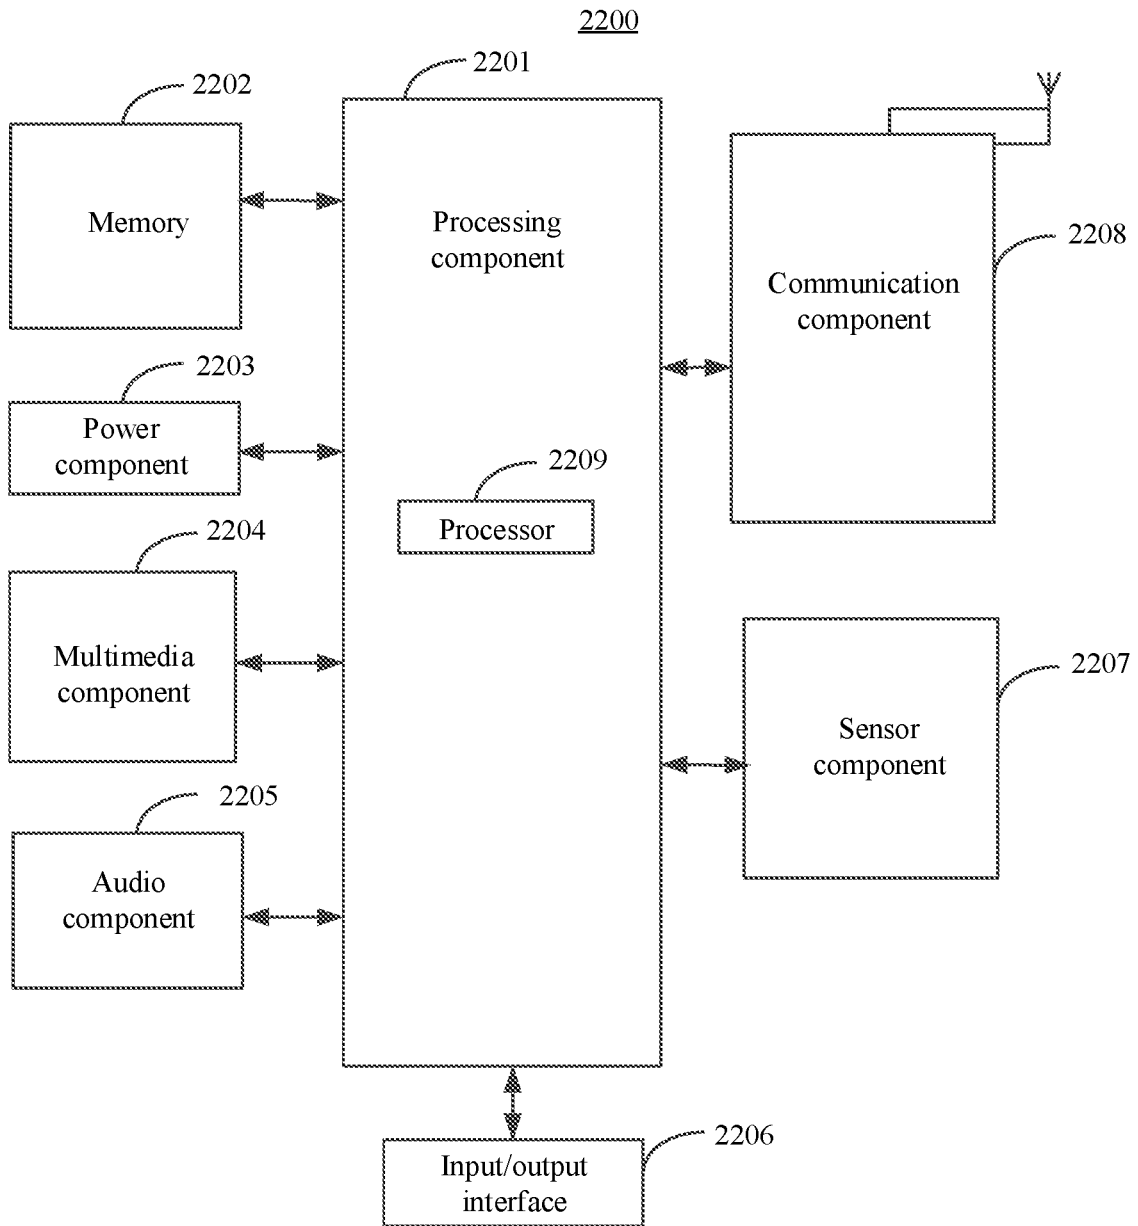 2200
2201
2202
Memory
Processing
component
2208
Communication
component
2203
Power
component
2209
Processor
2204
Multimedia
component
2207
Sensor
component
2205
Audio
component
2206
Input/output
interface